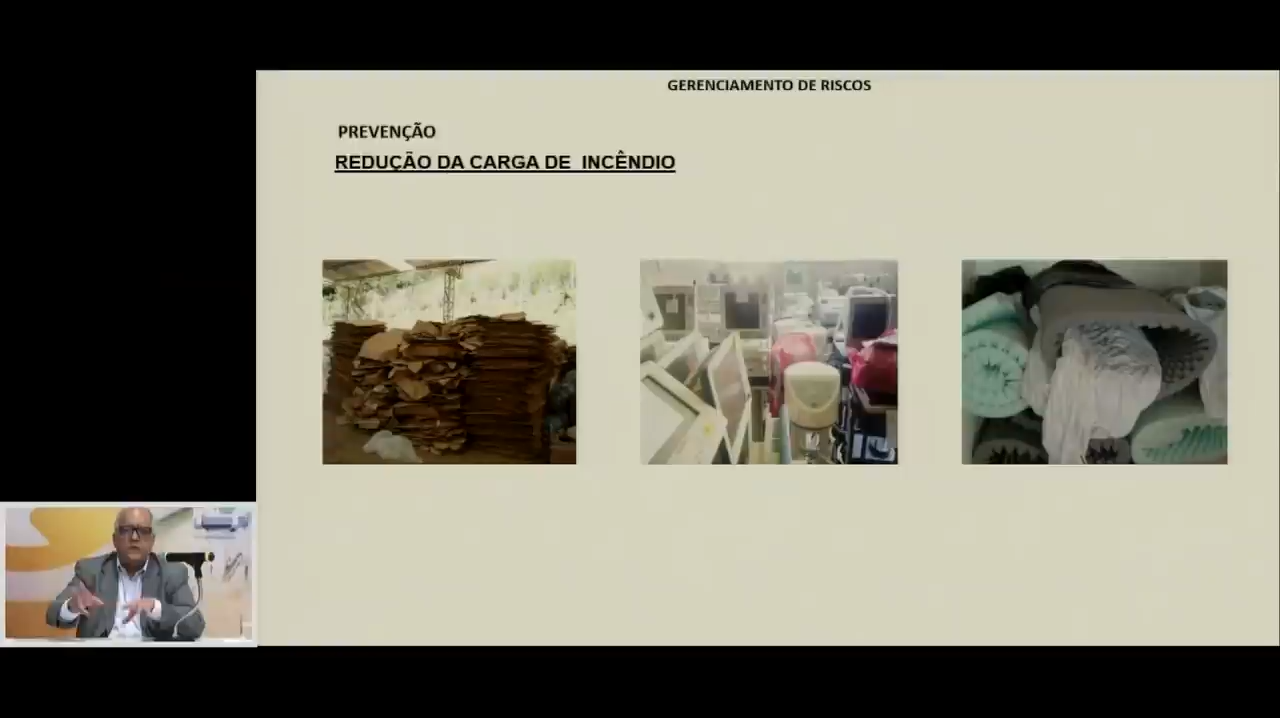 GERENCIAMENTO DE RISCOS
PREVENÇÃO
REDUÇÃO DA CARGA DE INCÊNDIO